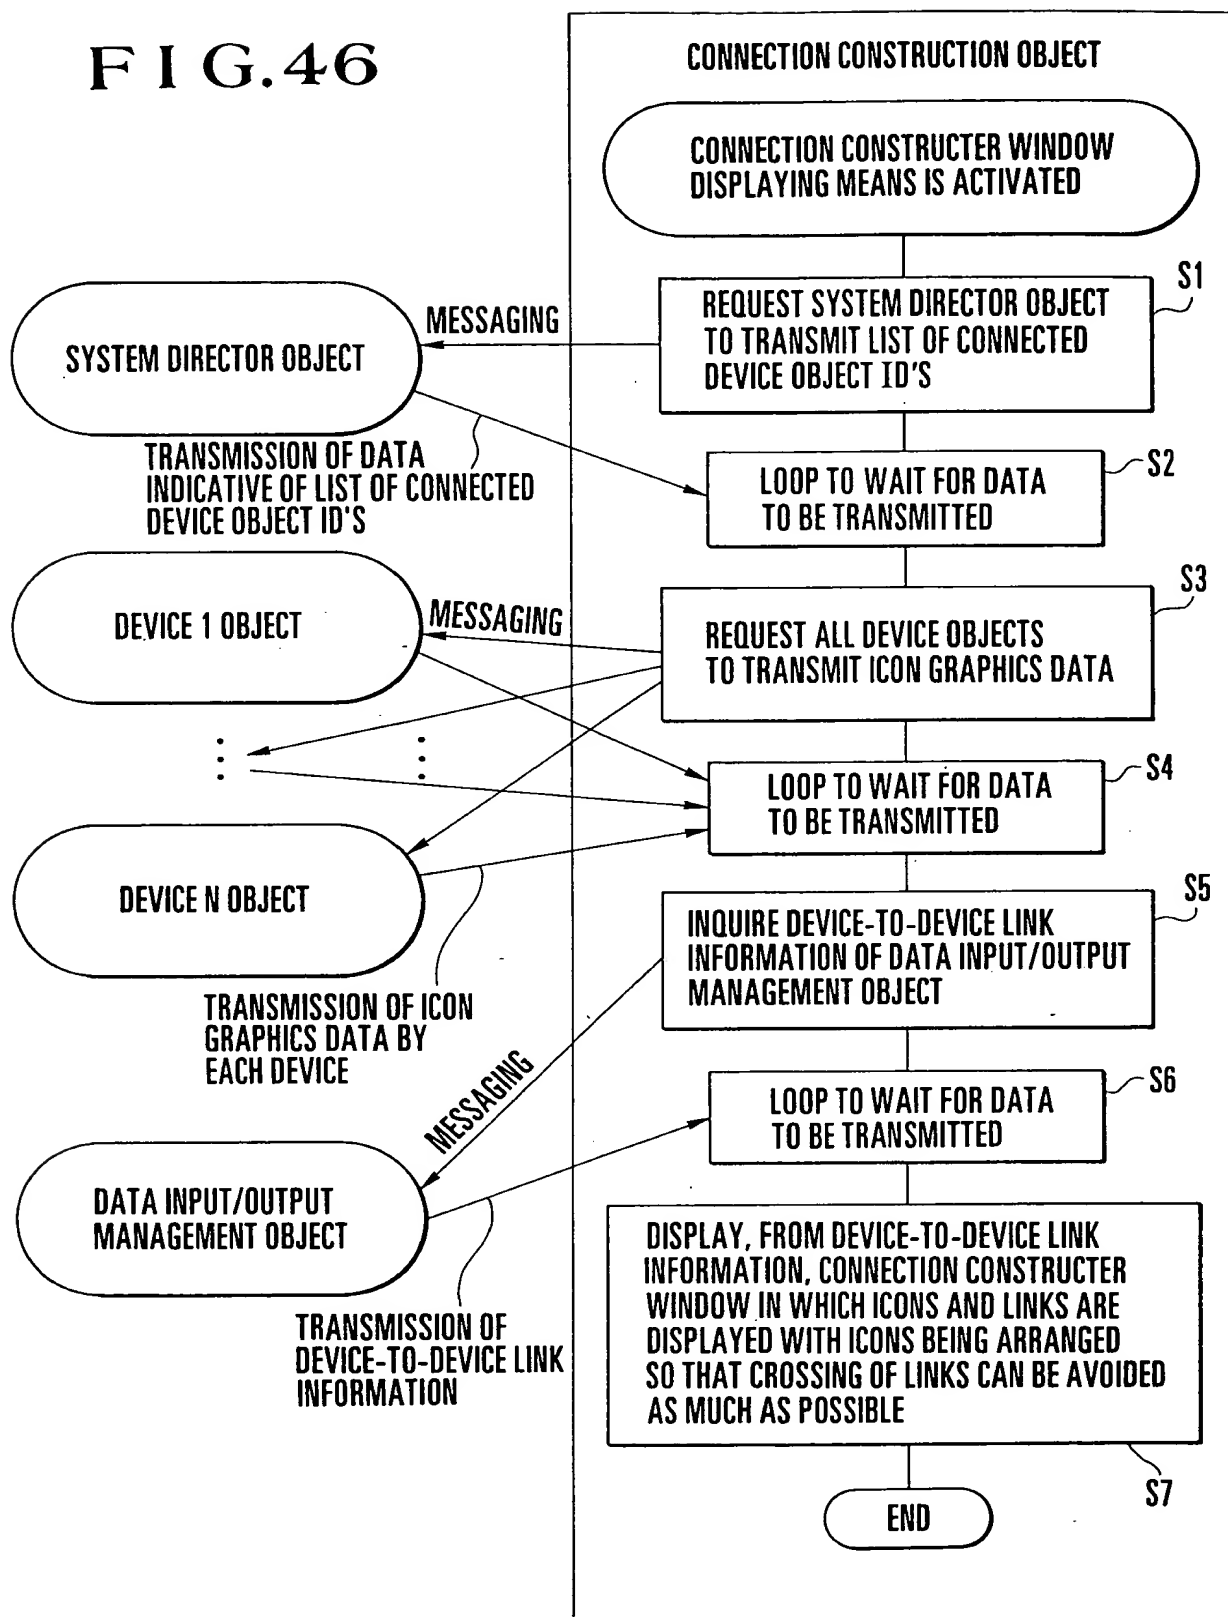 FIG.46
CONNECTION CONSTRUCTION OBJECT
CONNECTION CONSTRUCTER WINDOW
DISPLAYING MEANS IS ACTIVATED
S1
REQUEST SYSTEM DIRECTOR OBJECT
TO TRANSMIT LIST OF CONNECTED
DEVICE OBJECT ID'S
MESSAGING
SYSTEM DIRECTOR OBJECT
TRANSMISSION OF DATA
INDICATIVE OF LIST OF CONNECTED
DEVICE OBJECT ID'S
S2
LOOP TO WAIT FOR DATA
TO BE TRANSMITTED
S3
REQUEST ALL DEVICE OBJECTS
TO TRANSMIT ICON GRAPHICS DATA
MESSAGING
DEVICE 1 OBJECT
S4
LOOP TO WAIT FOR DATA
TO BE TRANSMITTED
DEVICE N OBJECT
TRANSMISSION OF ICON
GRAPHICS DATA BY
EACH DEVICE
S5
INQUIRE DEVICE-TO-DEVICE LINK
INFORMATION OF DATA INPUT/OUTPUT
MANAGEMENT OBJECT
MESSAGING
S6
LOOP TO WAIT FOR DATA
TO BE TRANSMITTED
DATA INPUT/OUTPUT
MANAGEMENT OBJECT
TRANSMISSION OF
DEVICE-TO-DEVICE LINK
INFORMATION
DISPLAY, FROM DEVICE-TO-DEVICE LINK
INFORMATION, CONNECTION CONSTRUCTER
WINDOW IN WHICH ICONS AND LINKS ARE
DISPLAYED WITH ICONS BEING ARRANGED
SO THAT CROSSING OF LINKS CAN BE AVOIDED
AS MUCH AS POSSIBLE
S7
END